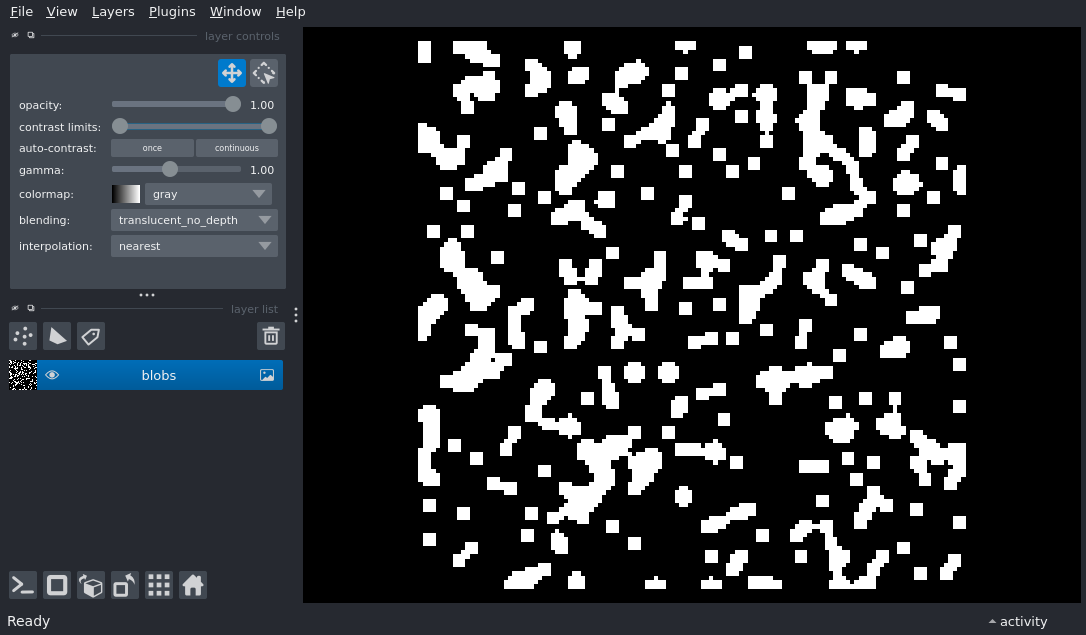 File View Layers Plugins Window Help
layer controls
opacity: 1.00
contrast limits:
auto-contrast: once continuous
gamma: 1.00
colormap: gray
blending: translucent_no_depth
interpolation: nearest
layer list
blobs
Ready activity